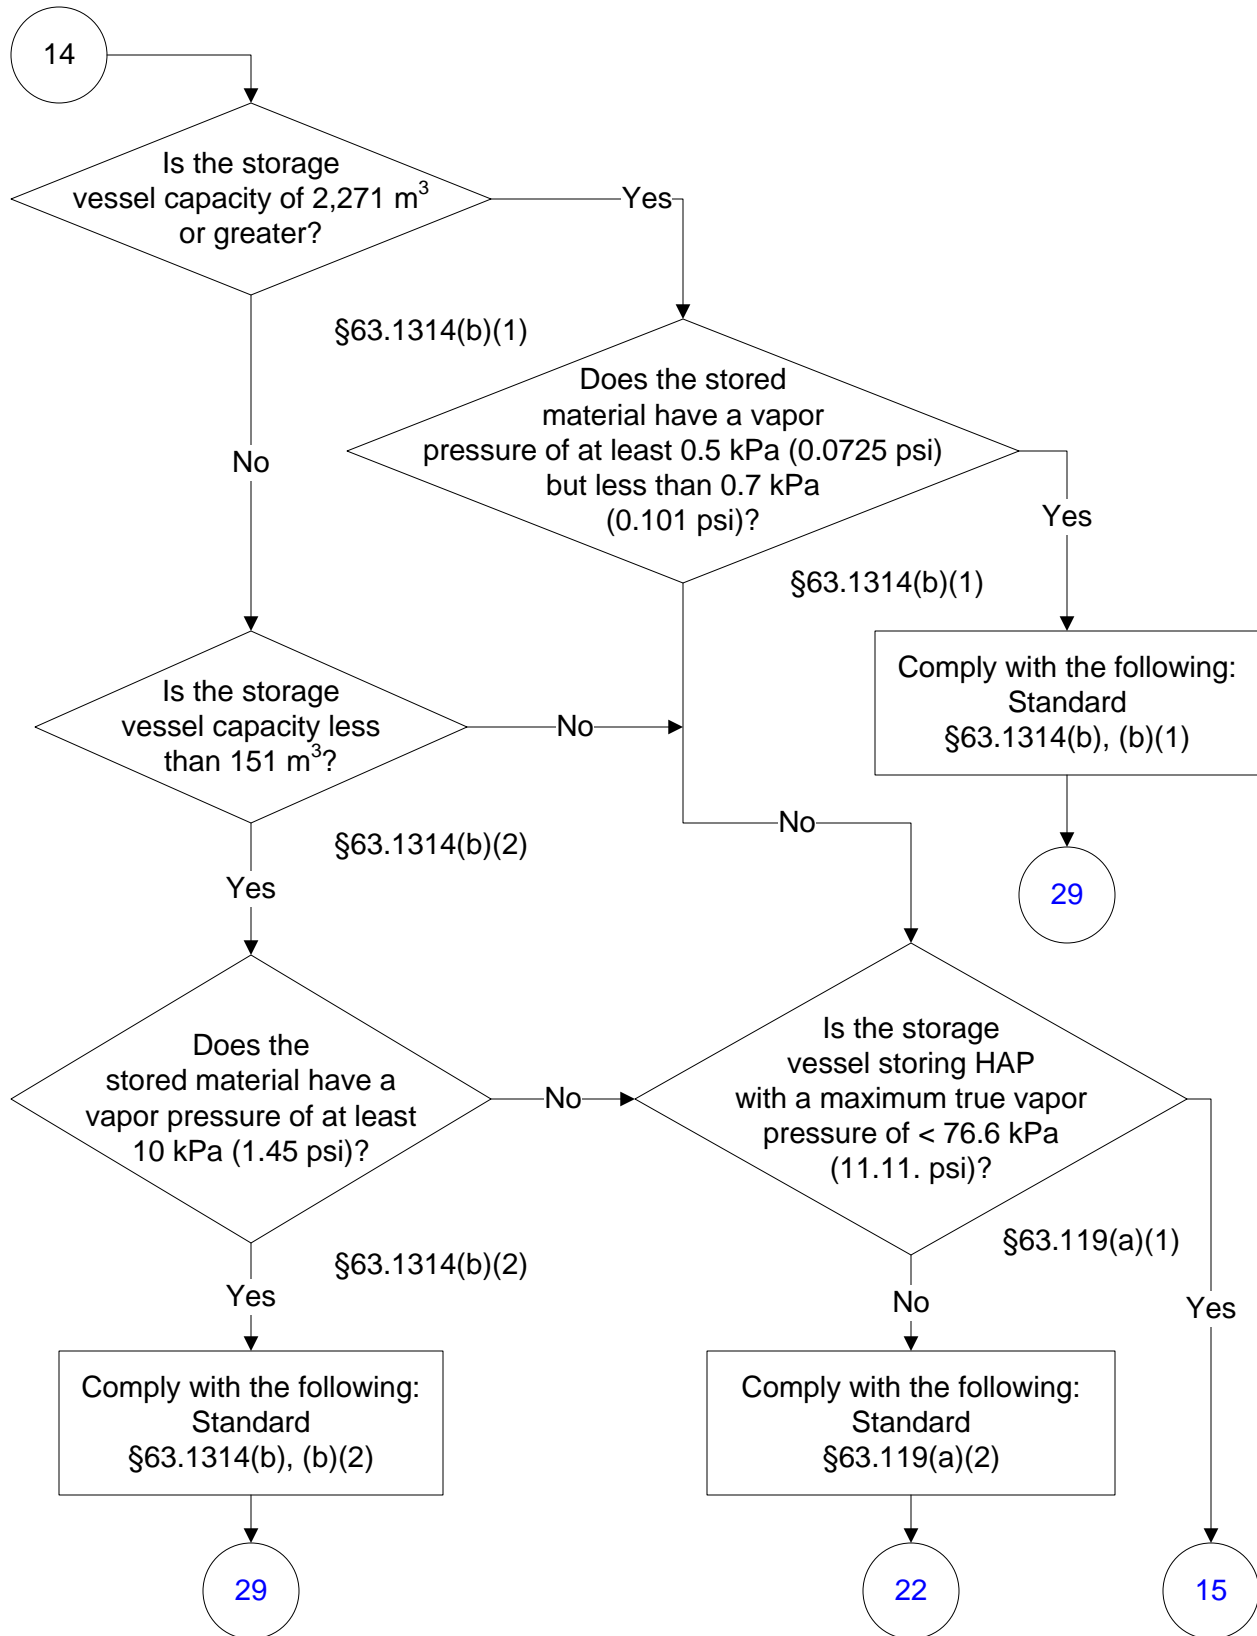 14
Is the storage
vessel capacity of 2,271 m³
or greater?
Yes
§63.1314(b)(1)
Does the stored
material have a vapor
pressure of at least 0.5 kPa (0.0725 psi)
but less than 0.7 kPa
(0.101 psi)?
No
Yes
§63.1314(b)(1)
Is the storage
vessel capacity less
than 151 m³?
No
Comply with the following:
Standard
§63.1314(b), (b)(1)
§63.1314(b)(2)
No
Yes
29
Does the
stored material have a
vapor pressure of at least
10 kPa (1.45 psi)?
No
Is the storage
vessel storing HAP
with a maximum true vapor
pressure of < 76.6 kPa
(11.11. psi)?
§63.1314(b)(2)
§63.119(a)(1)
Yes
No
Yes
Comply with the following:
Standard
§63.1314(b), (b)(2)
Comply with the following:
Standard
§63.119(a)(2)
29
22
15